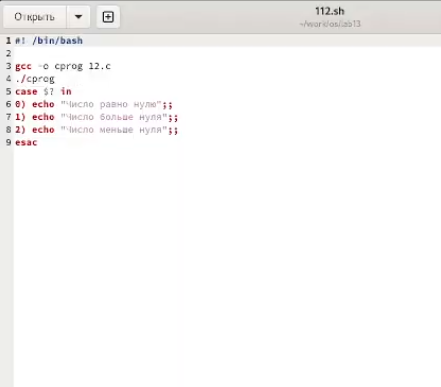 Открыть
112.sh
~/work/os/lab13
1 #! /bin/bash
2
3 gcc -o cprog 12.c
4 ./cprog
5 case $? in
6 0) echo "Число равно нулю";;
7 1) echo "Число больше нуля";;
8 2) echo "Число меньше нуля";;
9 esac